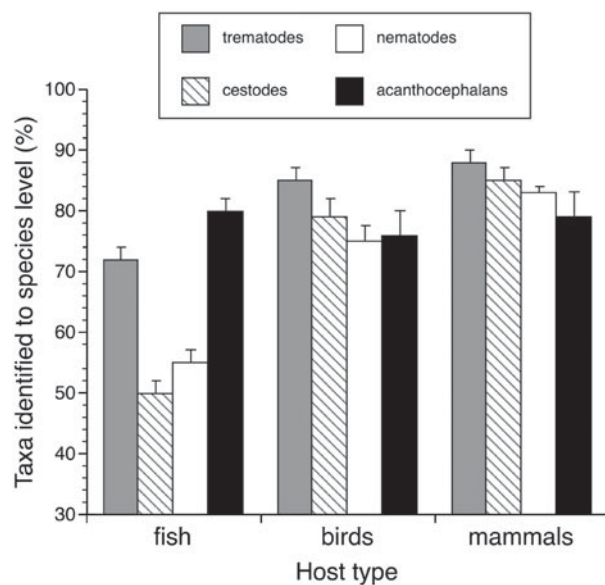 trematodes nematodes
cestodes acanthocephalans
Taxa identified to species level (%)
100
90
80
70
60
50
40
30
fish birds mammals
Host type